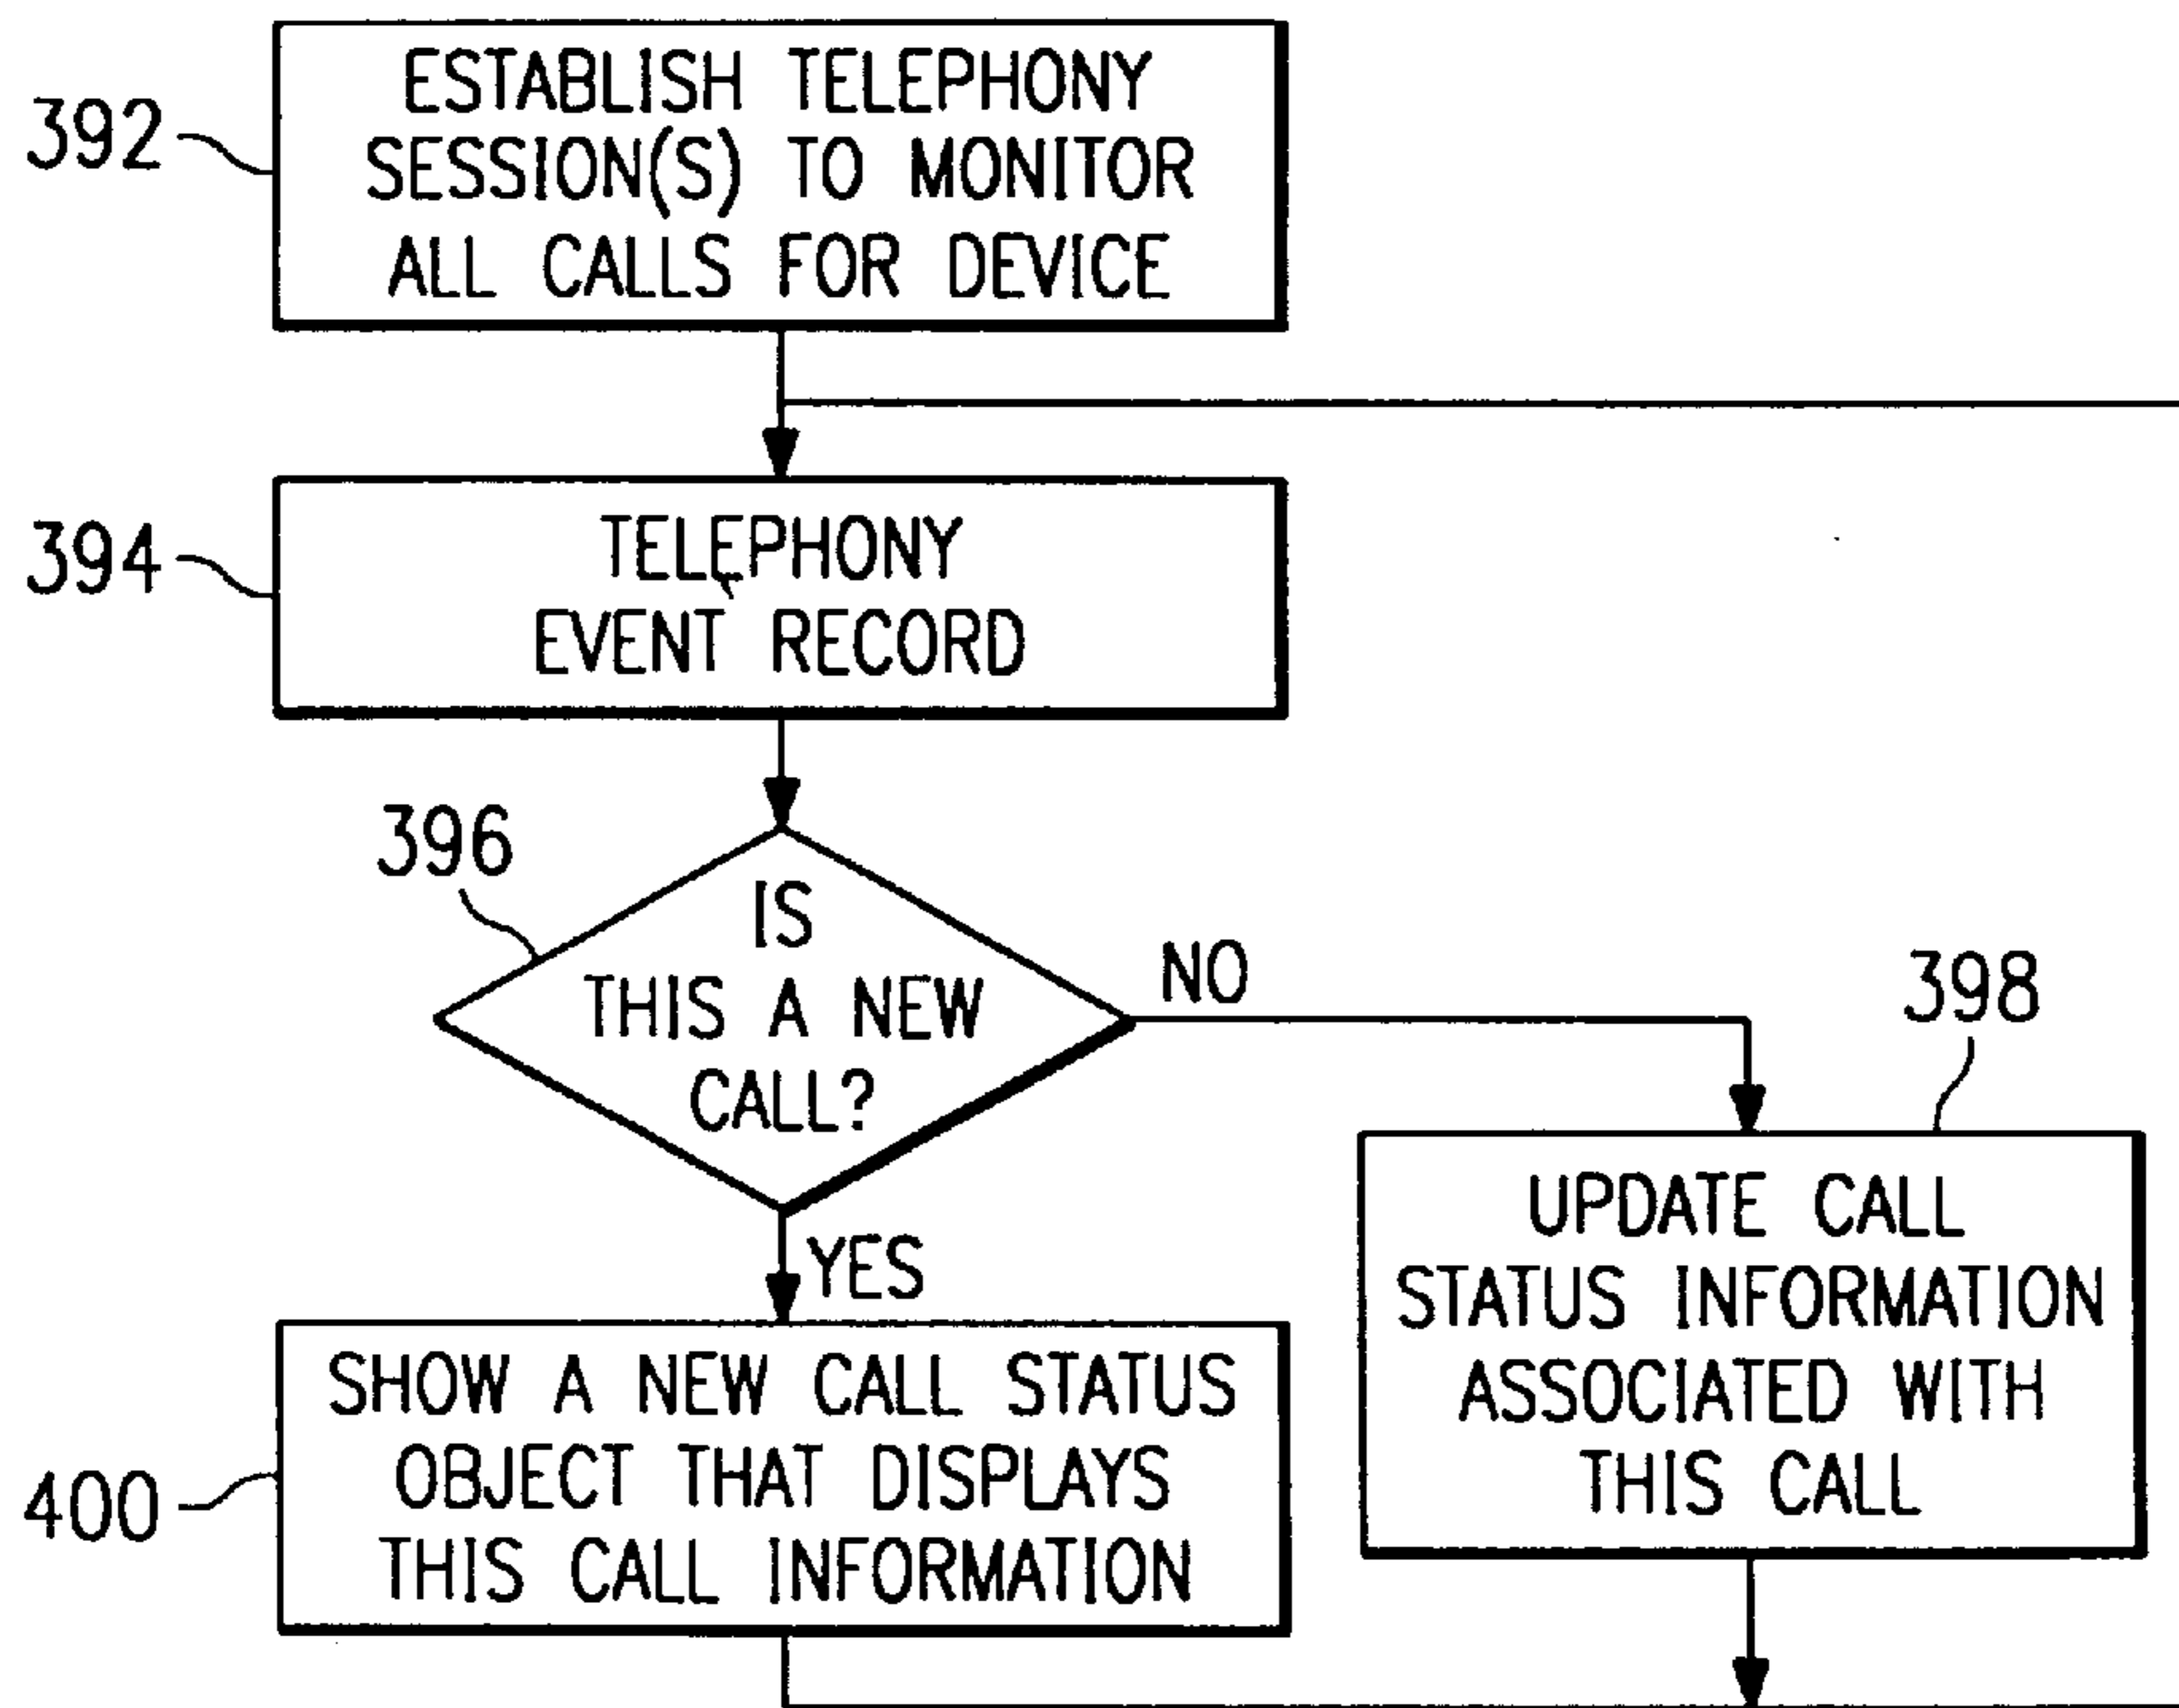 392
ESTABLISH TELEPHONY
SESSION(S) TO MONITOR
ALL CALLS FOR DEVICE
394
TELEPHONY
EVENT RECORD
396
IS
THIS A NEW
CALL?
NO
398
UPDATE CALL
STATUS INFORMATION
ASSOCIATED WITH
THIS CALL
YES
400
SHOW A NEW CALL STATUS
OBJECT THAT DISPLAYS
THIS CALL INFORMATION